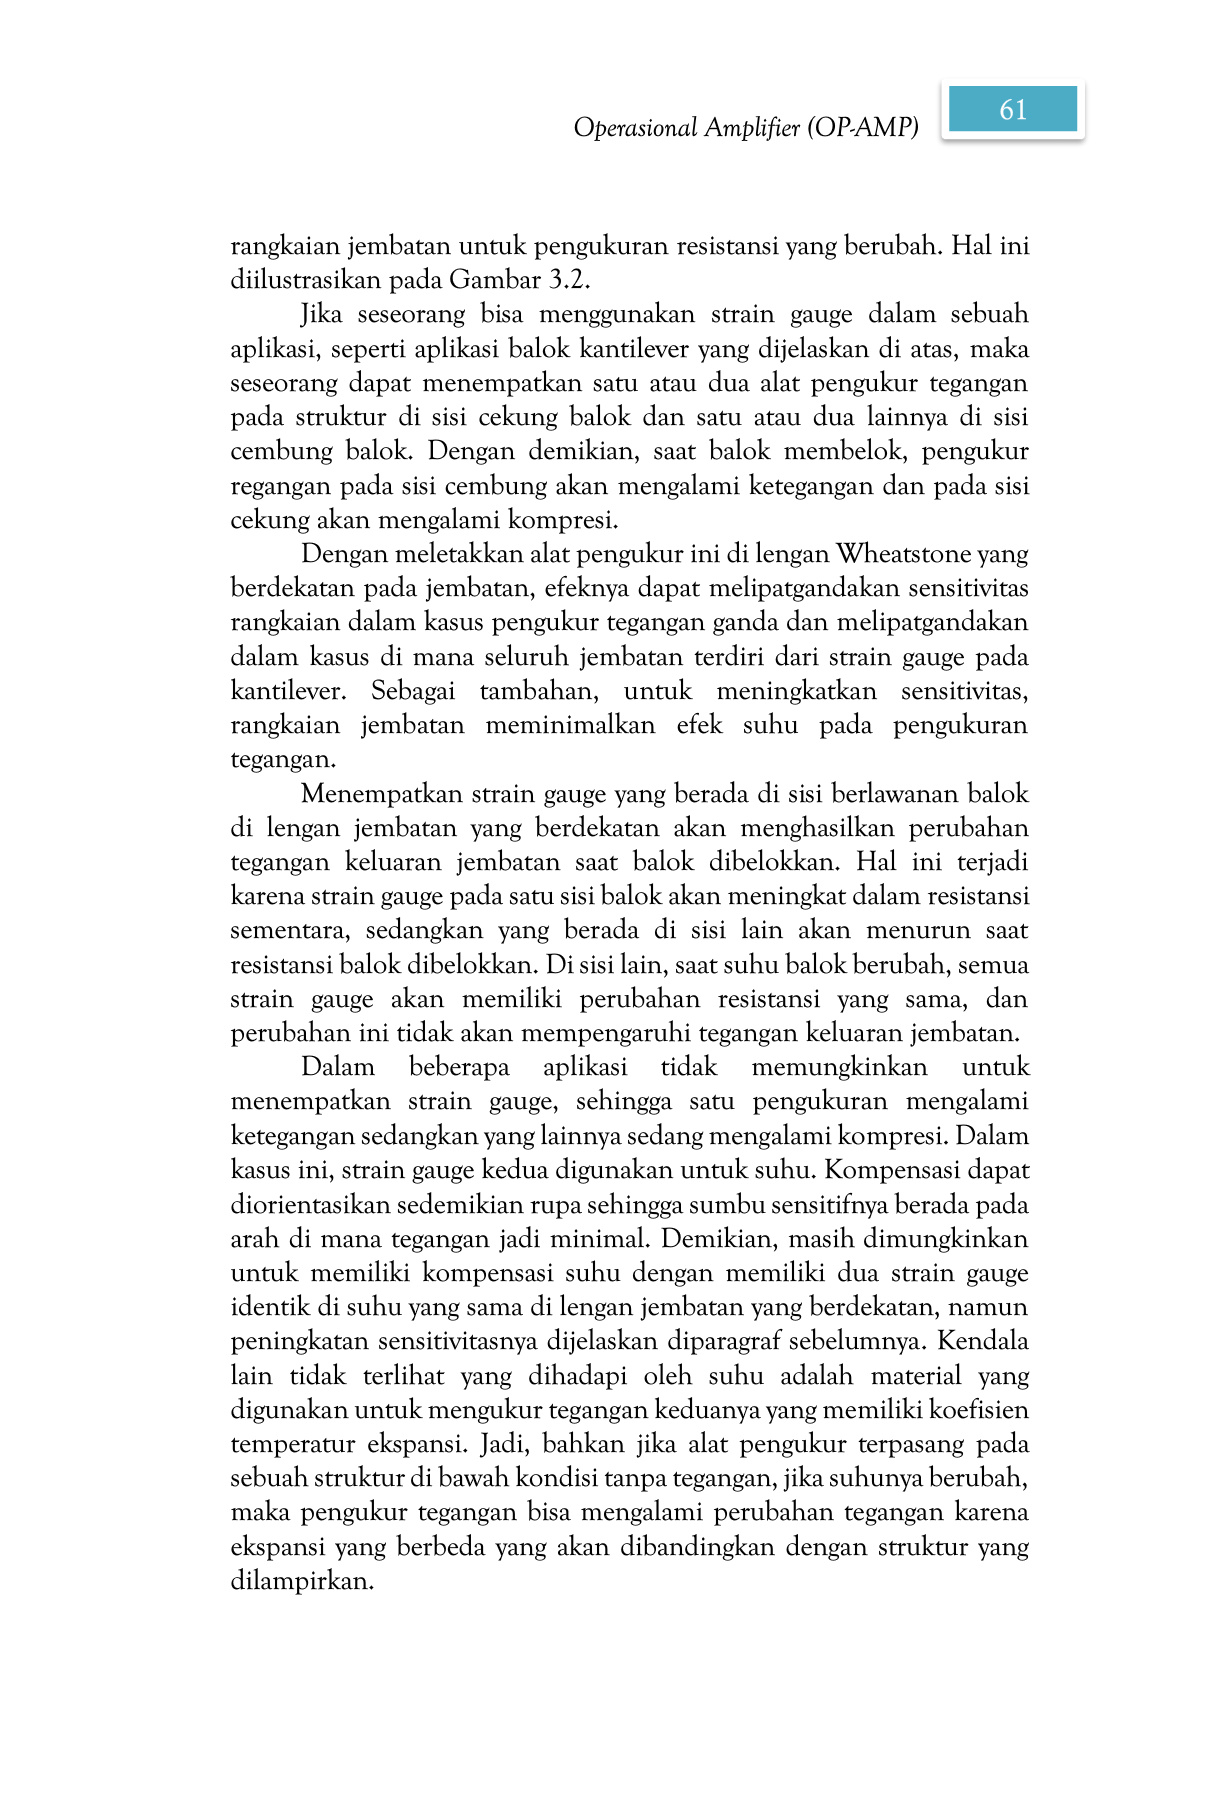 Operasional Amplifier (OP-AMP)
61
rangkaian jembatan untuk pengukuran resistansi yang berubah. Hal ini
diilustrasikan pada Gambar 3.2.
Jika seseorang bisa menggunakan strain gauge dalam sebuah
aplikasi, seperti aplikasi balok kantilever yang dijelaskan di atas, maka
seseorang dapat menempatkan satu atau dua alat pengukur tegangan
pada struktur di sisi cekung balok dan satu atau dua lainnya di sisi
cembung balok. Dengan demikian, saat balok membelok, pengukur
regangan pada sisi cembung akan mengalami ketegangan dan pada sisi
cekung akan mengalami kompresi.
Dengan meletakkan alat pengukur ini di lengan Wheatstone yang
berdekatan pada jembatan, efeknya dapat melipatgandakan sensitivitas
rangkaian dalam kasus pengukur tegangan ganda dan melipatgandakan
dalam kasus di mana seluruh jembatan terdiri dari strain gauge pada
kantilever. Sebagai tambahan, untuk meningkatkan sensitivitas,
rangkaian jembatan meminimalkan efek suhu pada pengukuran
tegangan.
Menempatkan strain gauge yang berada di sisi berlawanan balok
di lengan jembatan yang berdekatan akan menghasilkan perubahan
tegangan keluaran jembatan saat balok dibelokkan. Hal ini terjadi
karena strain gauge pada satu sisi balok akan meningkat dalam resistansi
sementara, sedangkan yang berada di sisi lain akan menurun saat
resistansi balok dibelokkan. Di sisi lain, saat suhu balok berubah, semua
strain gauge akan memiliki perubahan resistansi yang sama, dan
perubahan ini tidak akan mempengaruhi tegangan keluaran jembatan.
Dalam beberapa aplikasi tidak memungkinkan untuk
menempatkan strain gauge, sehingga satu pengukuran mengalami
ketegangan sedangkan yang lainnya sedang mengalami kompresi. Dalam
kasus ini, strain gauge kedua digunakan untuk suhu. Kompensasi dapat
diorientasikan sedemikian rupa sehingga sumbu sensitifnya berada pada
arah di mana tegangan jadi minimal. Demikian, masih dimungkinkan
untuk memiliki kompensasi suhu dengan memiliki dua strain gauge
identik di suhu yang sama di lengan jembatan yang berdekatan, namun
peningkatan sensitivitasnya dijelaskan diparagraf sebelumnya. Kendala
lain tidak terlihat yang dihadapi oleh suhu adalah material yang
digunakan untuk mengukur tegangan keduanya yang memiliki koefisien
temperatur ekspansi. Jadi, bahkan jika alat pengukur terpasang pada
sebuah struktur di bawah kondisi tanpa tegangan, jika suhunya berubah,
maka pengukur tegangan bisa mengalami perubahan tegangan karena
ekspansi yang berbeda yang akan dibandingkan dengan struktur yang
dilampirkan.